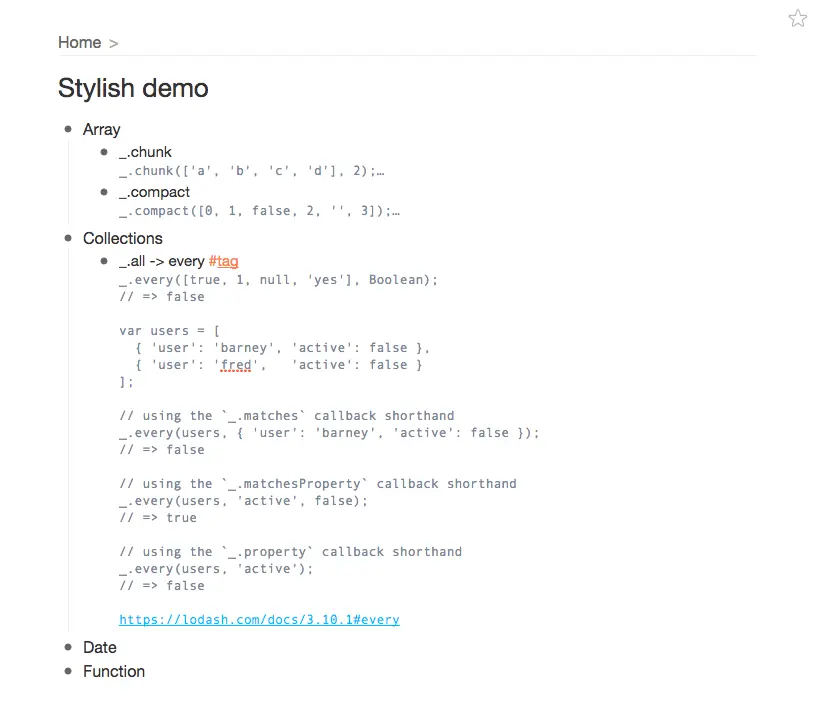 Home >
Stylish demo
Array
_.chunk
_.chunk(['a', 'b', 'c', 'd'], 2);…
_.compact
_.compact([0, 1, false, 2, '', 3]);…
Collections
_.all -> every #tag
_.every([true, 1, null, 'yes'], Boolean);
// => false
var users = [
  { 'user': 'barney', 'active': false },
  { 'user': 'fred',   'active': false }
];
// using the `_.matches` callback shorthand
_.every(users, { 'user': 'barney', 'active': false });
// => false
// using the `_.matchesProperty` callback shorthand
_.every(users, 'active', false);
// => true
// using the `_.property` callback shorthand
_.every(users, 'active');
// => false
https://lodash.com/docs/3.10.1#every
Date
Function